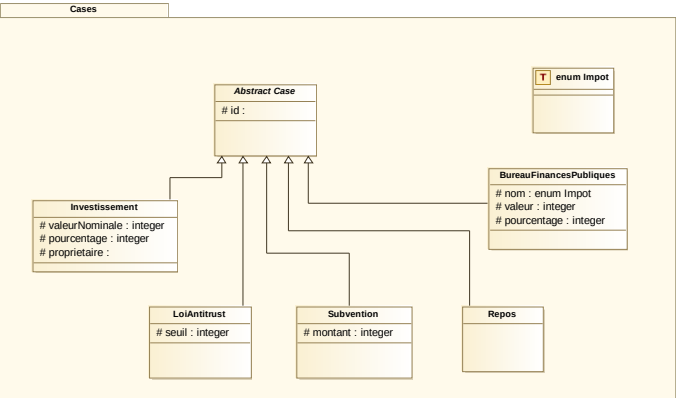 Cases
T enum Impot
Abstract Case
# id :
BureauFinancesPubliques
# nom : enum Impot
# valeur : integer
# pourcentage : integer
Investissement
# valeurNominale : integer
# pourcentage : integer
# proprietaire :
LoiAntitrust
# seuil : integer
Subvention
# montant : integer
Repos